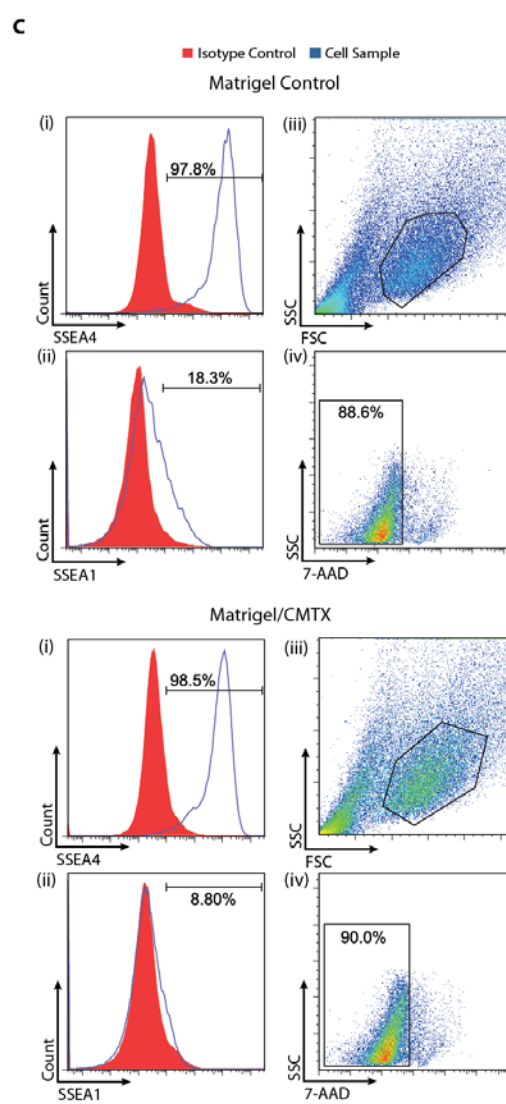 C
Isotype Control Cell Sample
Matrigel Control
(i)
97.8%
Count
SSEA4
(iii)
SSC
FSC
(ii)
18.3%
Count
SSEA1
(iv)
88.6%
SSC
7-AAD
Matrigel/CMTX
(i)
98.5%
Count
SSEA4
(iii)
SSC
FSC
(ii)
8.80%
Count
SSEA1
(iv)
90.0%
SSC
7-AAD